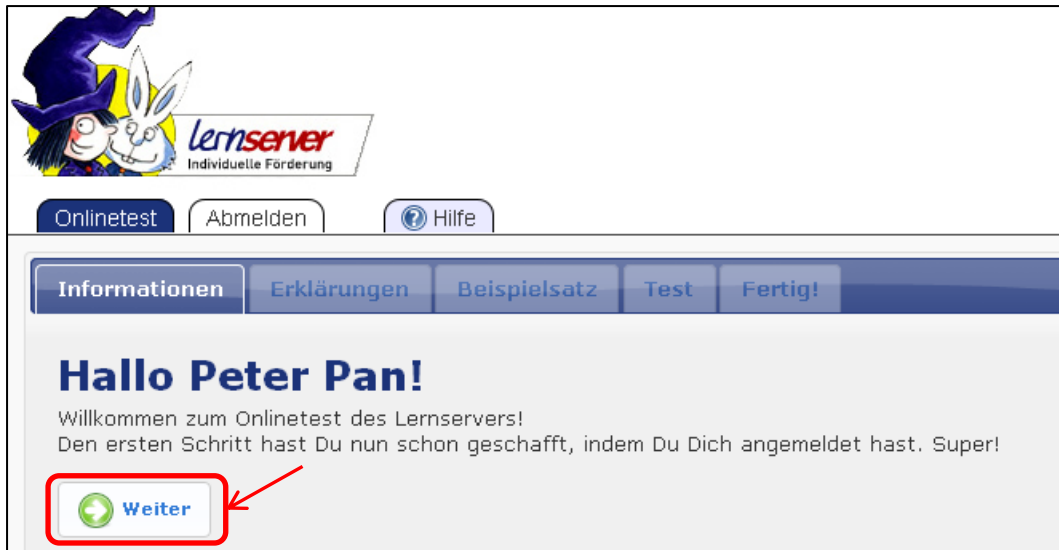 lernserver
Individuelle Förderung
Onlinetest Abmelden Hilfe
Informationen Erklärungen Beispielsatz Test Fertig!
Hallo Peter Pan!
Willkommen zum Onlinetest des Lernservers!
Den ersten Schritt hast Du nun schon geschafft, indem Du Dich angemeldet hast. Super!
Weiter